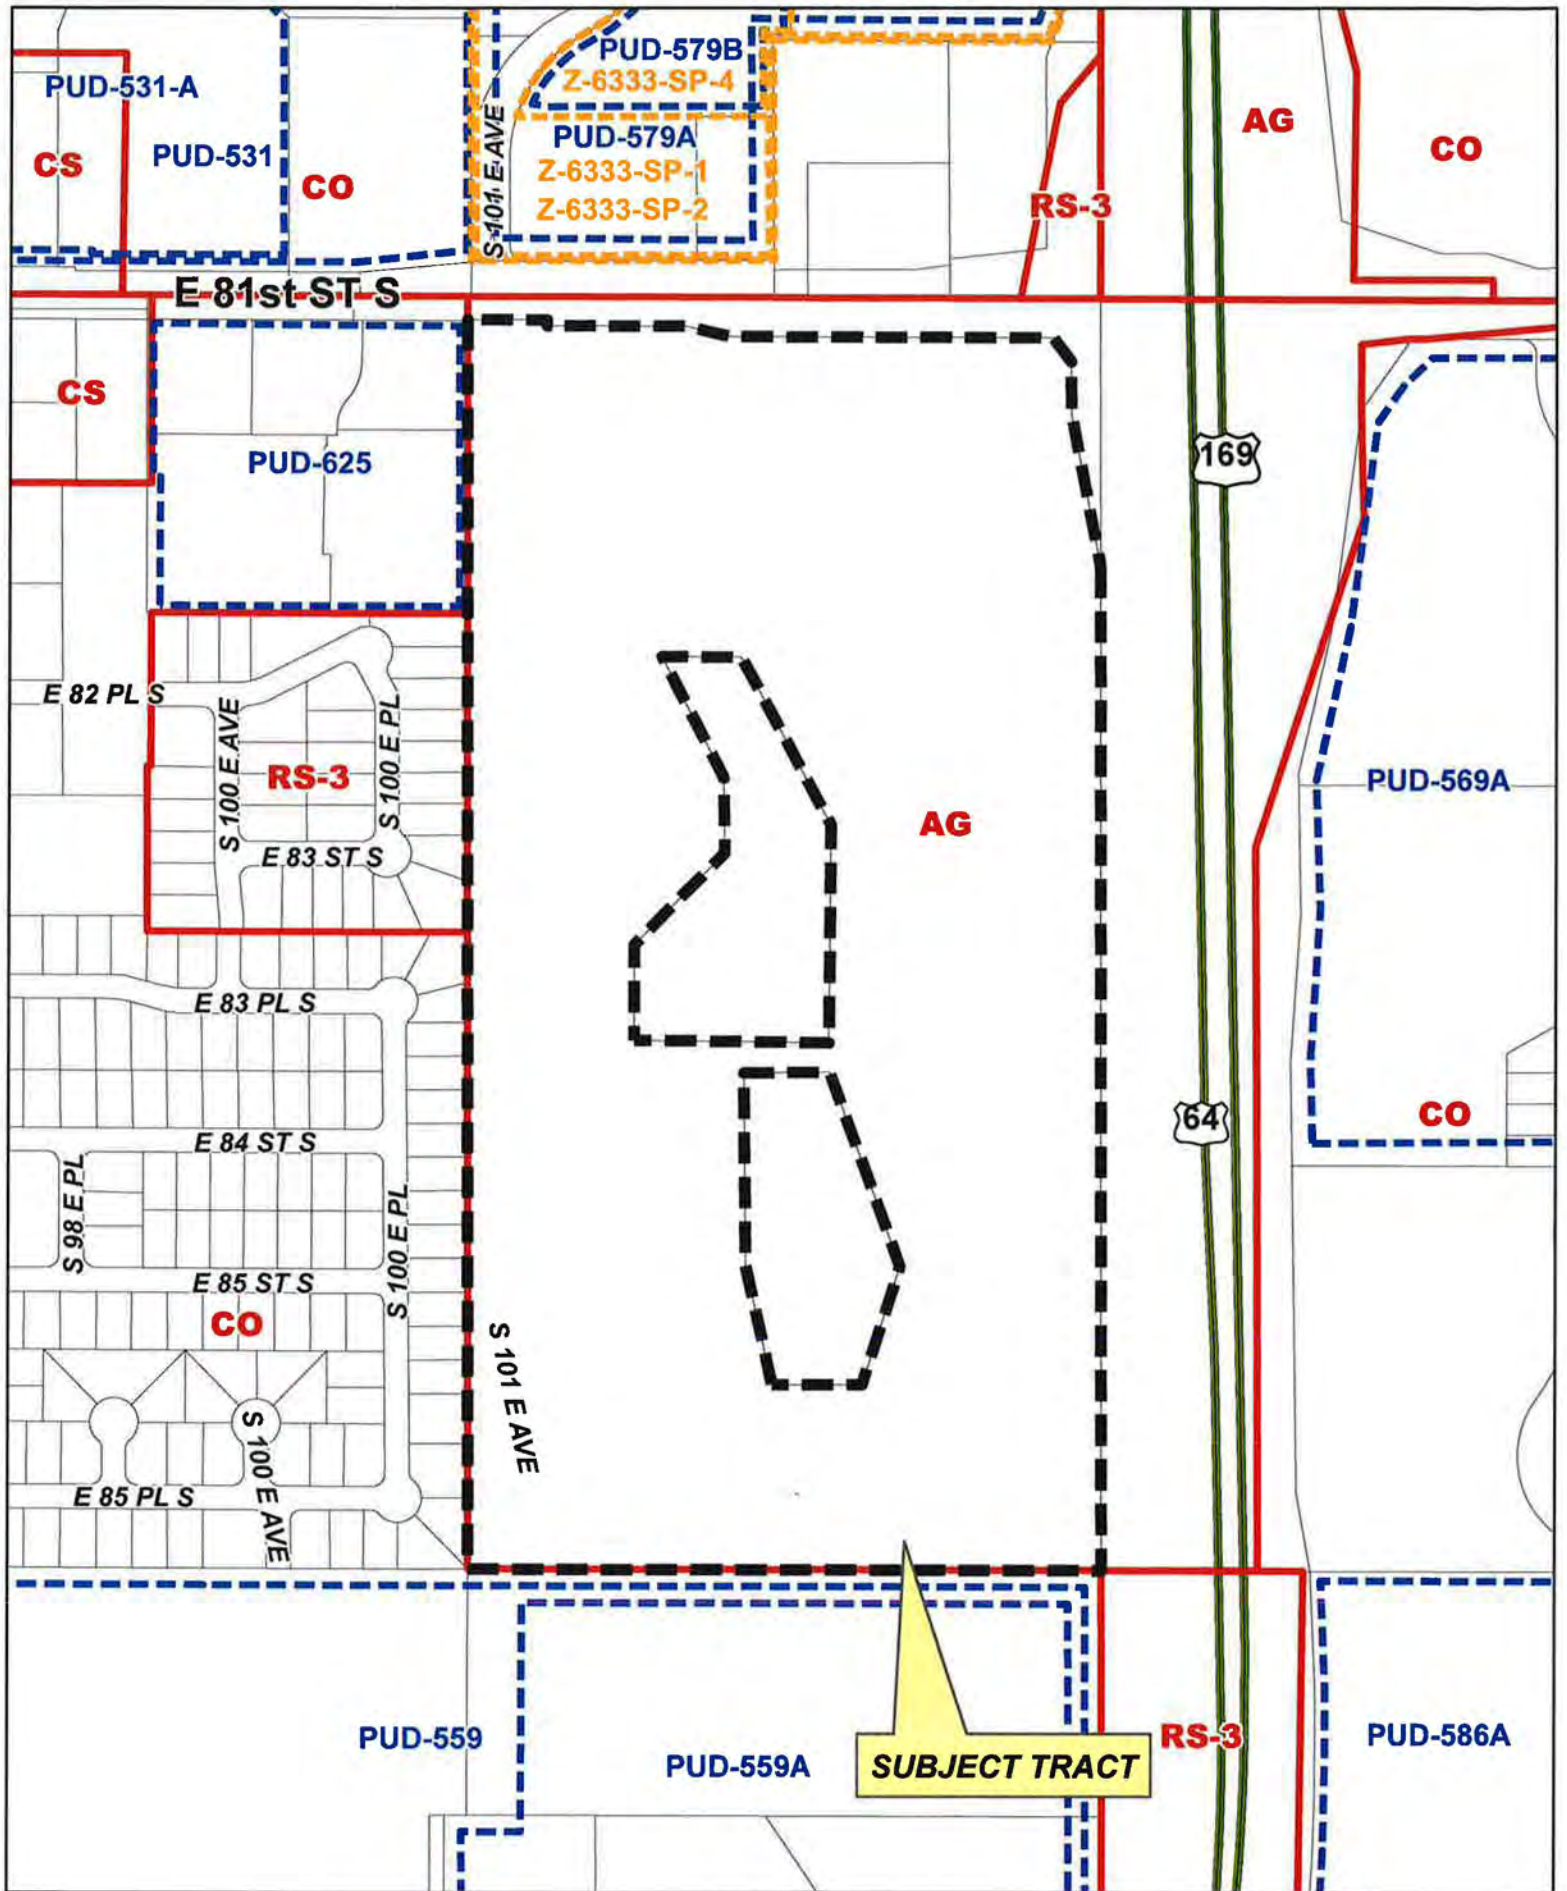 PUD-579B
PUD-531-A
Z-6333-SP-4
AG
PUD-579A
CO
PUD-531
CS
Z-6333-SP-1
CO
S 101 E AVE
Z-6333-SP-2
RS-3
E 81st ST S
CS
PUD-625
169
E 82 PL S
S 100 E AVE
S 100 E PL
RS-3
PUD-569A
AG
E 83 ST S
E 83 PL S
CO
64
E 84 ST S
S 98 E PL
S 100 E PL
E 85 ST S
CO
S 101 E AVE
S 100 E AVE
E 85 PL S
PUD-559
RS-3
PUD-586A
PUD-559A
SUBJECT TRACT